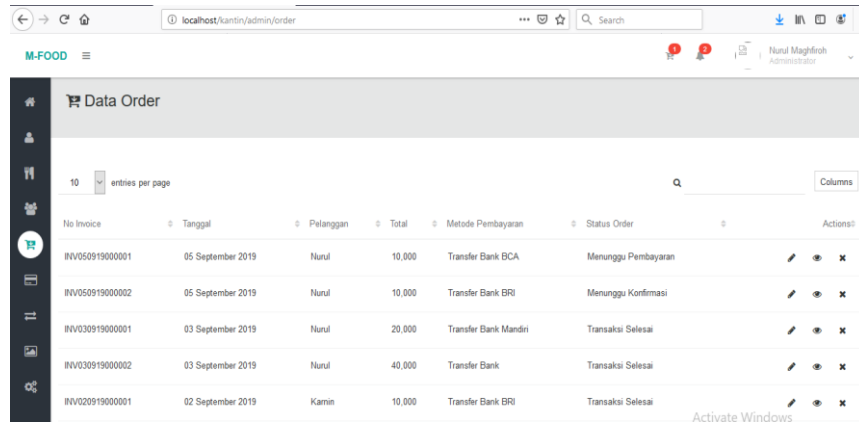 localhost/kantin/admin/order
Search
M-FOOD
1
2
Nurul Maghfiroh
Administrator
Data Order
10 entries per page
Columns
No Invoice Tanggal Pelanggan Total Metode Pembayaran Status Order Actions
INV050919000001 05 September 2019 Nurul 10,000 Transfer Bank BCA Menunggu Pembayaran
INV050919000002 05 September 2019 Nurul 10,000 Transfer Bank BRI Menunggu Konfirmasi
INV030919000001 03 September 2019 Nurul 20,000 Transfer Bank Mandiri Transaksi Selesai
INV030919000002 03 September 2019 Nurul 40,000 Transfer Bank Transaksi Selesai
INV020919000001 02 September 2019 Karnin 10,000 Transfer Bank BRI Transaksi Selesai
Activate Windows